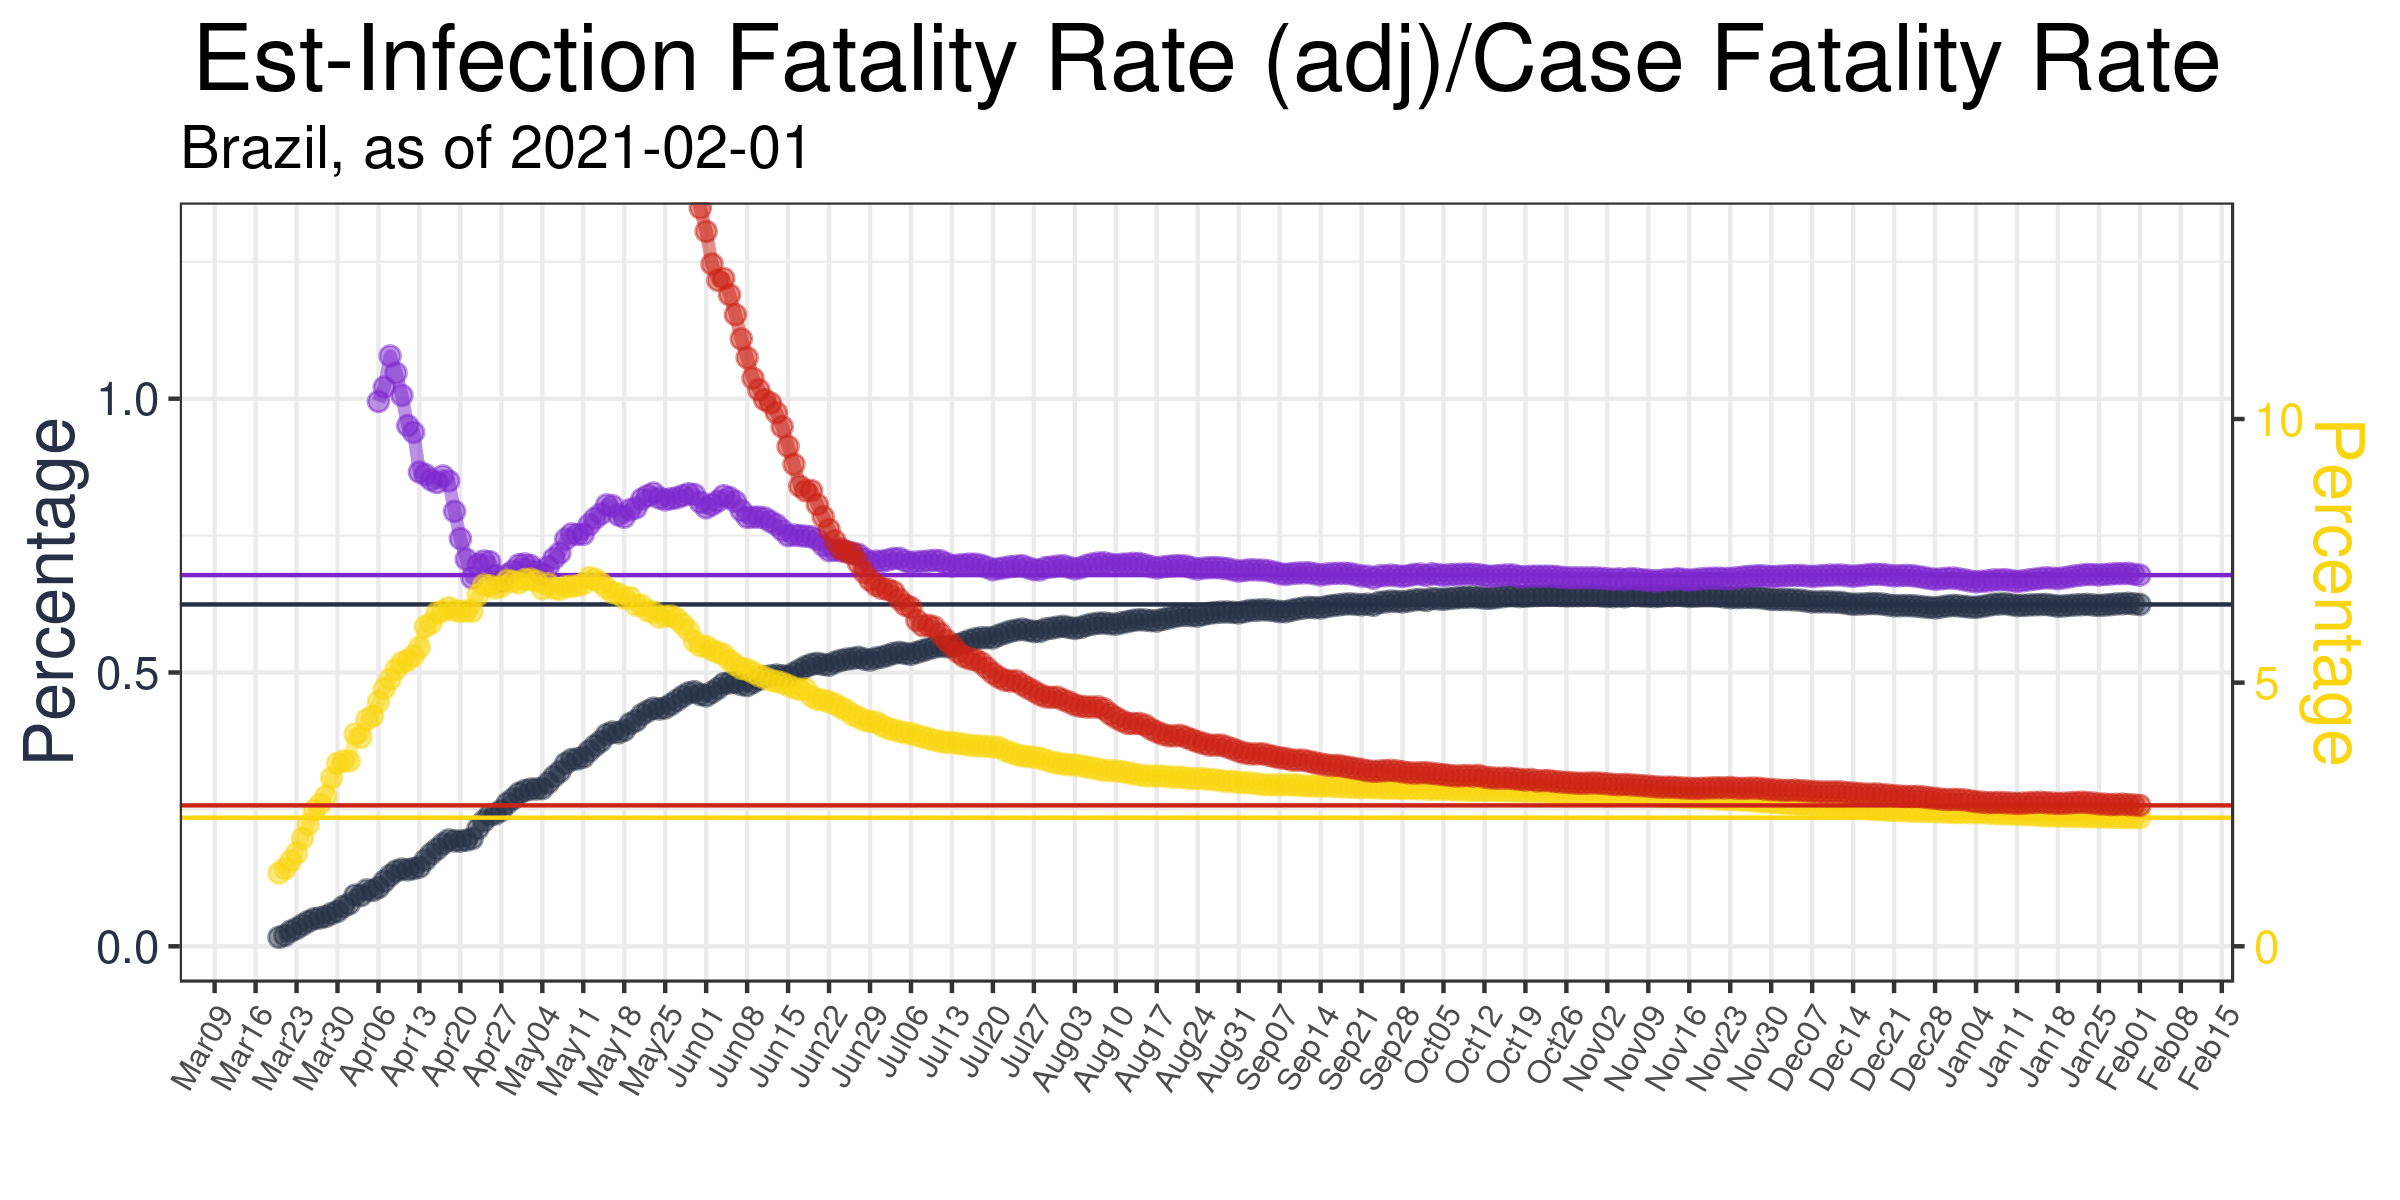 Est-Infection Fatality Rate (adj)/Case Fatality Rate
Brazil, as of 2021-02-01
Percentage
1.0
0.5
0.0
10
5
0
Percentage
Mar09
Mar16
Mar23
Mar30
Apr06
Apr13
Apr20
Apr27
May04
May11
May18
May25
Jun01
Jun08
Jun15
Jun22
Jun29
Jul06
Jul13
Jul20
Jul27
Aug03
Aug10
Aug17
Aug24
Aug31
Sep07
Sep14
Sep21
Sep28
Oct05
Oct12
Oct19
Oct26
Nov02
Nov09
Nov16
Nov23
Nov30
Dec07
Dec14
Dec21
Dec28
Jan04
Jan11
Jan18
Jan25
Feb01
Feb08
Feb15